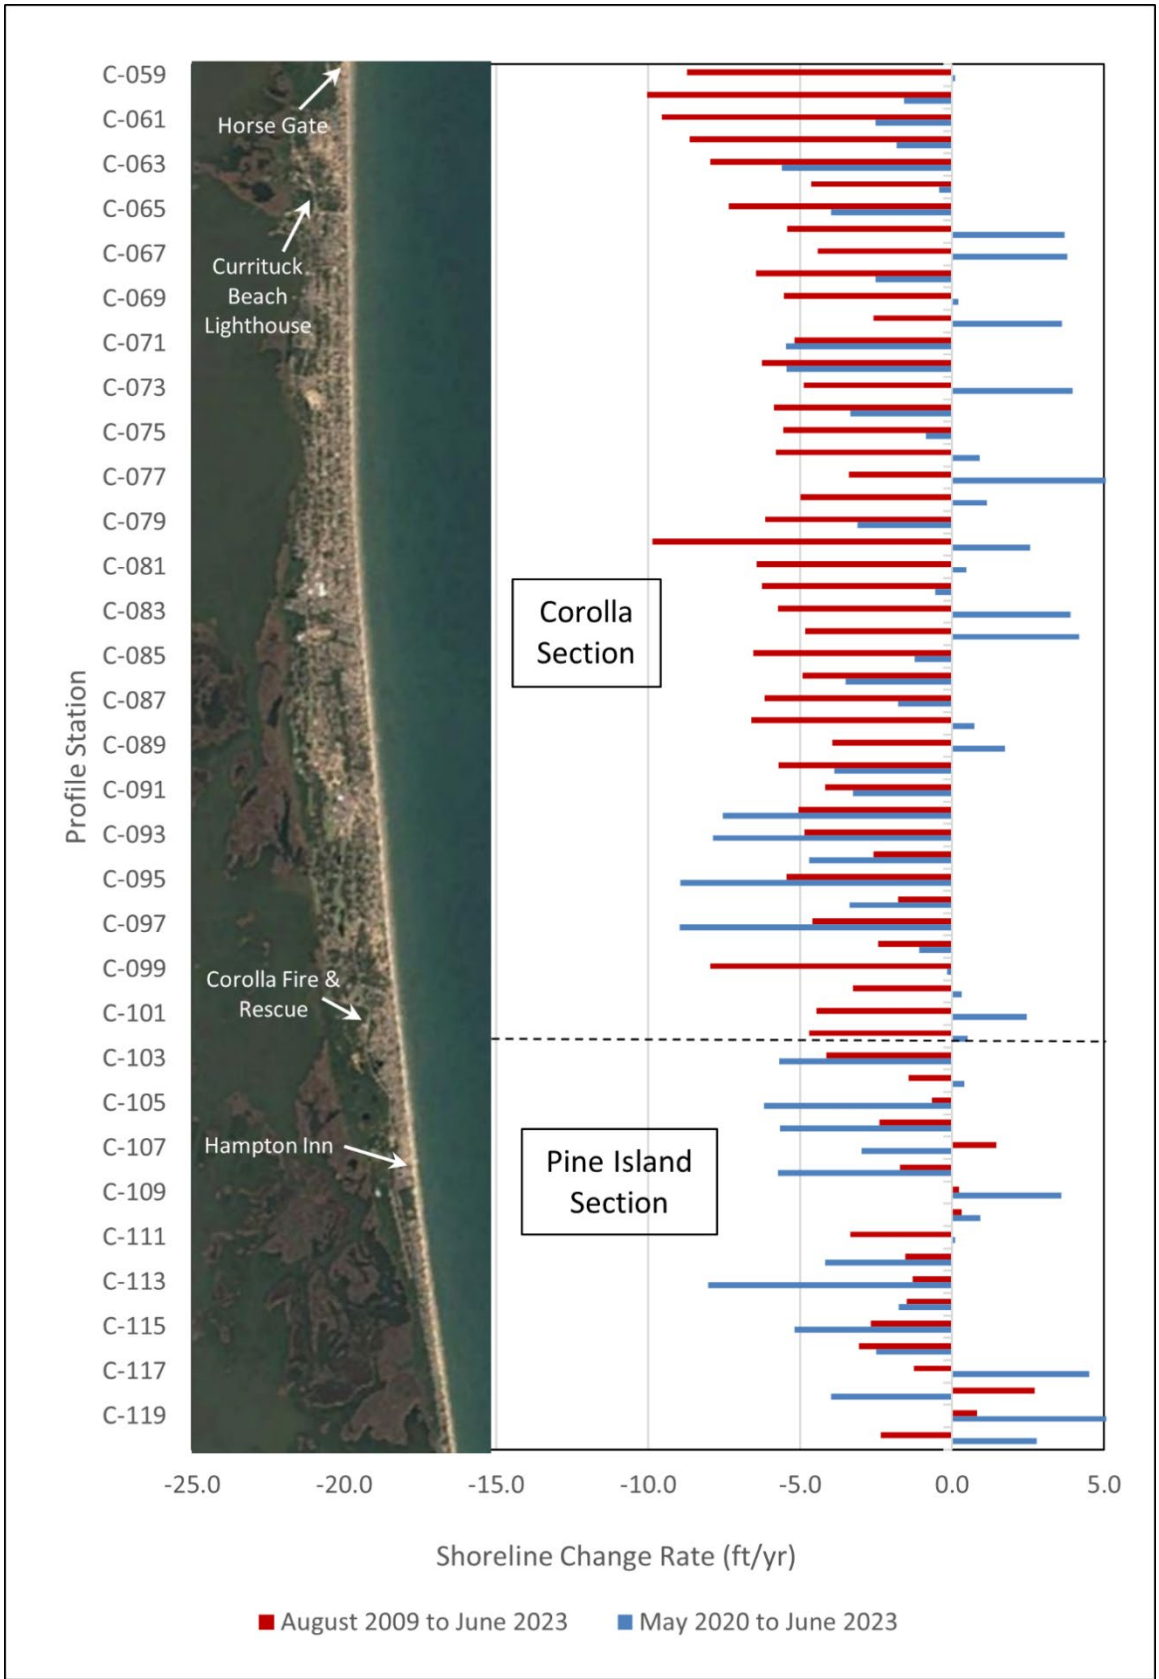 C-059
Horse Gate
C-061
C-063
C-065
C-067
Currituck
Beach
Lighthouse
C-069
C-071
C-073
C-075
C-077
C-079
C-081
C-083
Corolla
Section
C-085
C-087
C-089
C-091
C-093
C-095
C-097
C-099
Corolla Fire &
Rescue
C-101
C-103
C-105
C-107
Hampton Inn
Pine Island
Section
C-109
C-111
C-113
C-115
C-117
C-119
Profile Station
-25.0 -20.0 -15.0 -10.0 -5.0 0.0 5.0
Shoreline Change Rate (ft/yr)
August 2009 to June 2023 May 2020 to June 2023